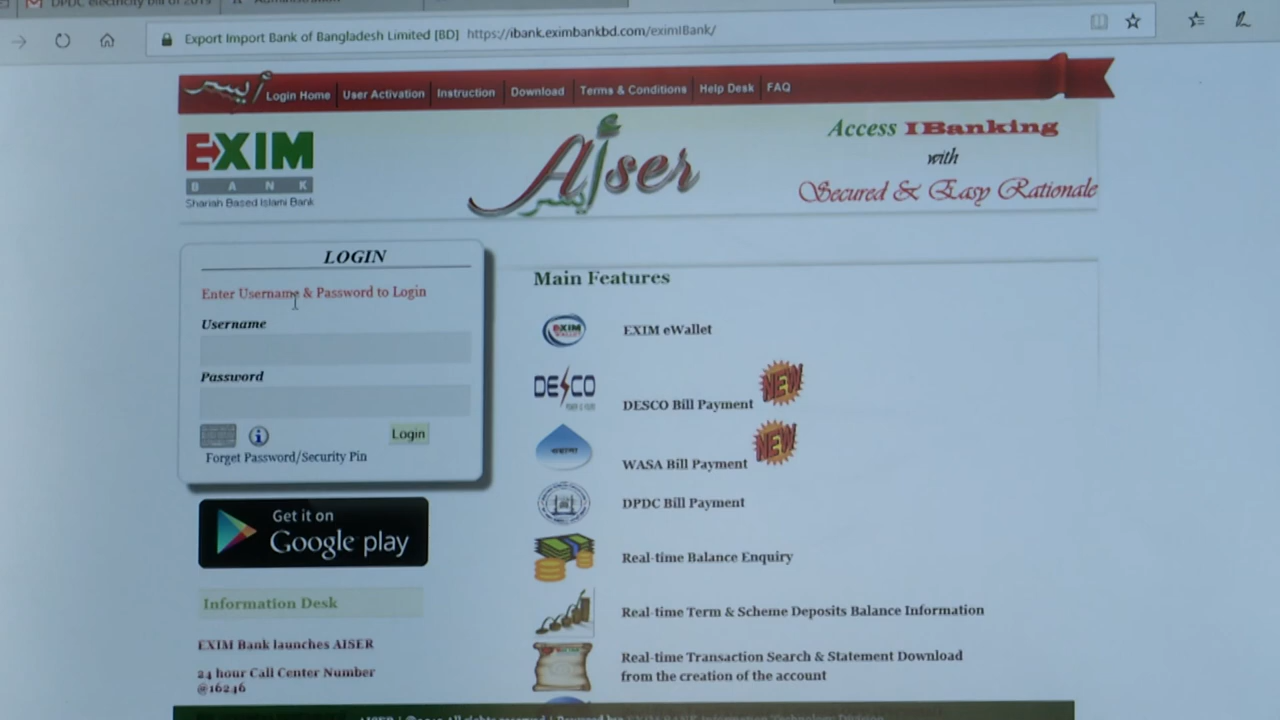 DPDC electricity bill of 2019
Export Import Bank of Bangladesh Limited [BD] https://ibank.eximbankbd.com/eximIBank/
Login Home | User Activation | Instruction | Download | Terms & Conditions | Help Desk | FAQ
EXIM
BANK
Shariah Based Islami Bank
Aiser
أيسر
Access IBanking
with
Secured & Easy Rationale
LOGIN
Enter Username & Password to Login
Username
Password
Login
Forget Password/Security Pin
Get it on
Google play
Information Desk
EXIM Bank launches AISER
24 hour Call Center Number
@16246
Main Features
EXIM
EXIM eWallet
DESCO
DESCO Bill Payment
NEW
WASA Bill Payment
NEW
DPDC Bill Payment
Real-time Balance Enquiry
Real-time Term & Scheme Deposits Balance Information
Real-time Transaction Search & Statement Download
from the creation of the account